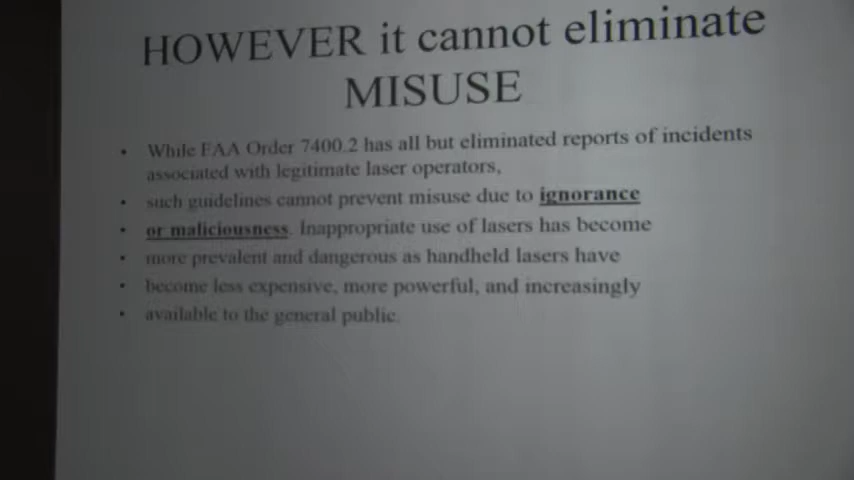 HOWEVER it cannot eliminate
MISUSE
• While FAA Order 7400.2 has all but eliminated reports of incidents
associated with legitimate laser operators,
• such guidelines cannot prevent misuse due to ignorance
• or maliciousness. Inappropriate use of lasers has become
• more prevalent and dangerous as handheld lasers have
• become less expensive, more powerful, and increasingly
• available to the general public.